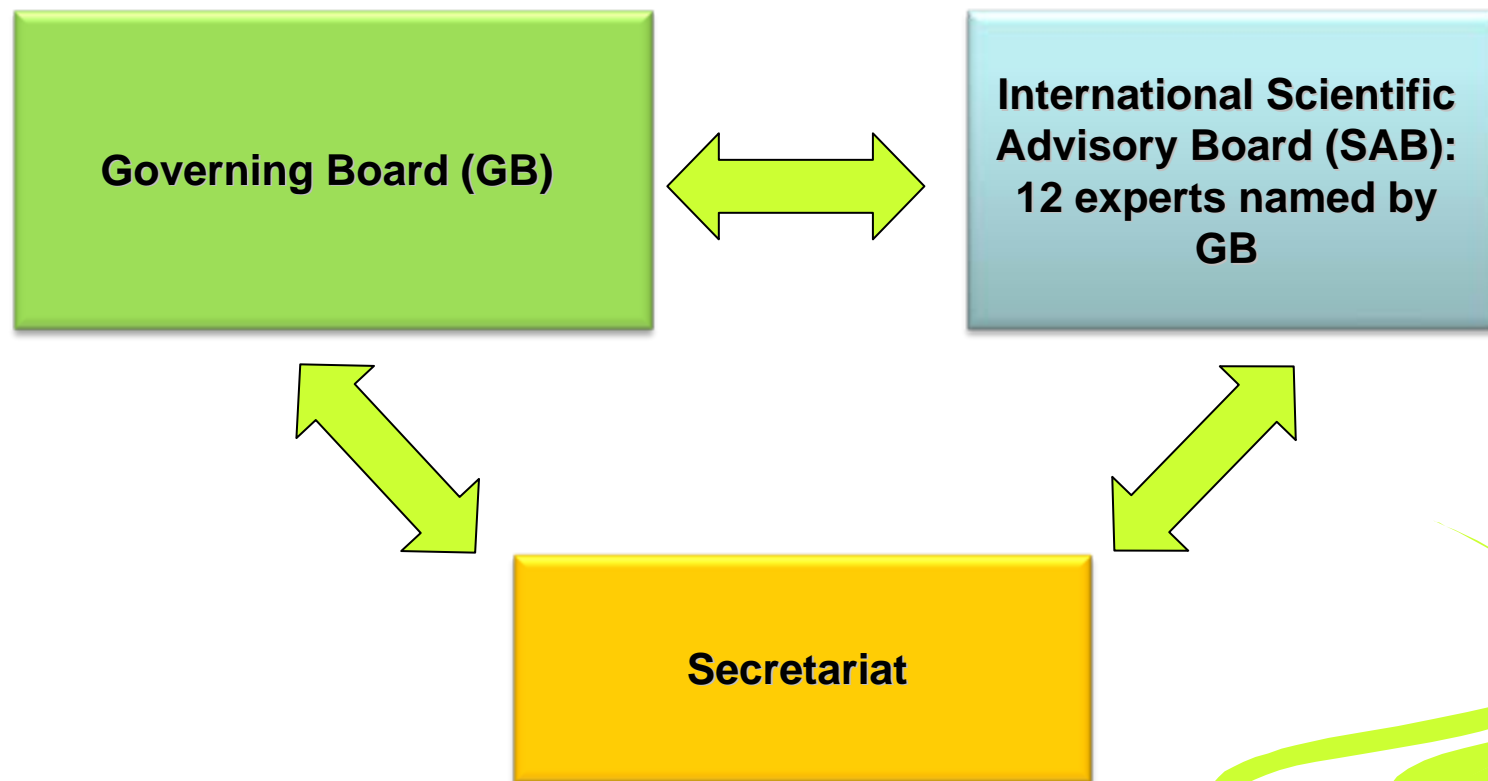 Governing Board (GB)
International Scientific
Advisory Board (SAB):
12 experts named by
GB
Secretariat